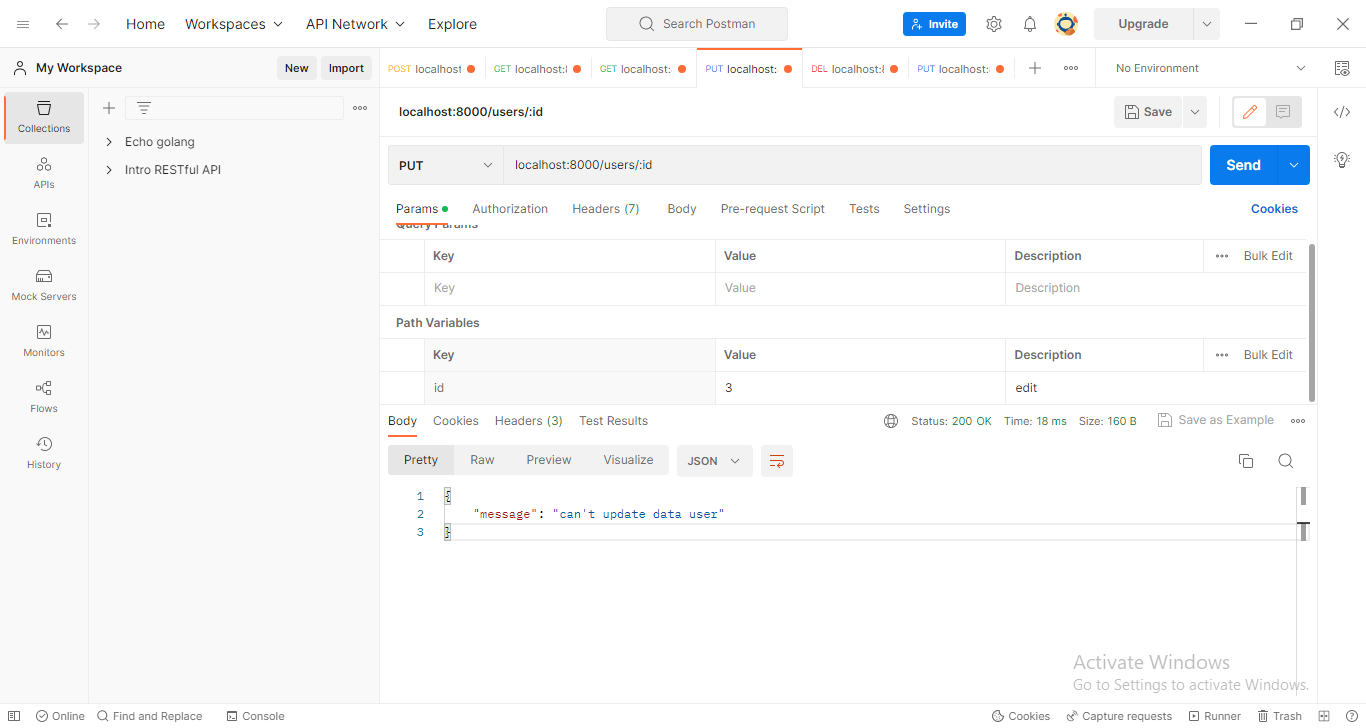 Home Workspaces API Network Explore Search Postman Invite Upgrade
My Workspace New Import POST localhost GET localhost: GET localhost: PUT localhost: DEL localhost: PUT localhost: No Environment
Collections
APIs
Environments
Mock Servers
Monitors
Flows
History
Echo golang
Intro RESTful API
localhost:8000/users/:id Save
PUT localhost:8000/users/:id Send
Params Authorization Headers (7) Body Pre-request Script Tests Settings Cookies
Query Params
Key Value Description Bulk Edit
Key Value Description
Path Variables
Key Value Description Bulk Edit
id 3 edit
Body Cookies Headers (3) Test Results Status: 200 OK Time: 18 ms Size: 160 B Save as Example
Pretty Raw Preview Visualize JSON
1 {
2 "message": "can't update data user"
3 }
Activate Windows
Go to Settings to activate Windows.
Online Find and Replace Console Cookies Capture requests Runner Trash